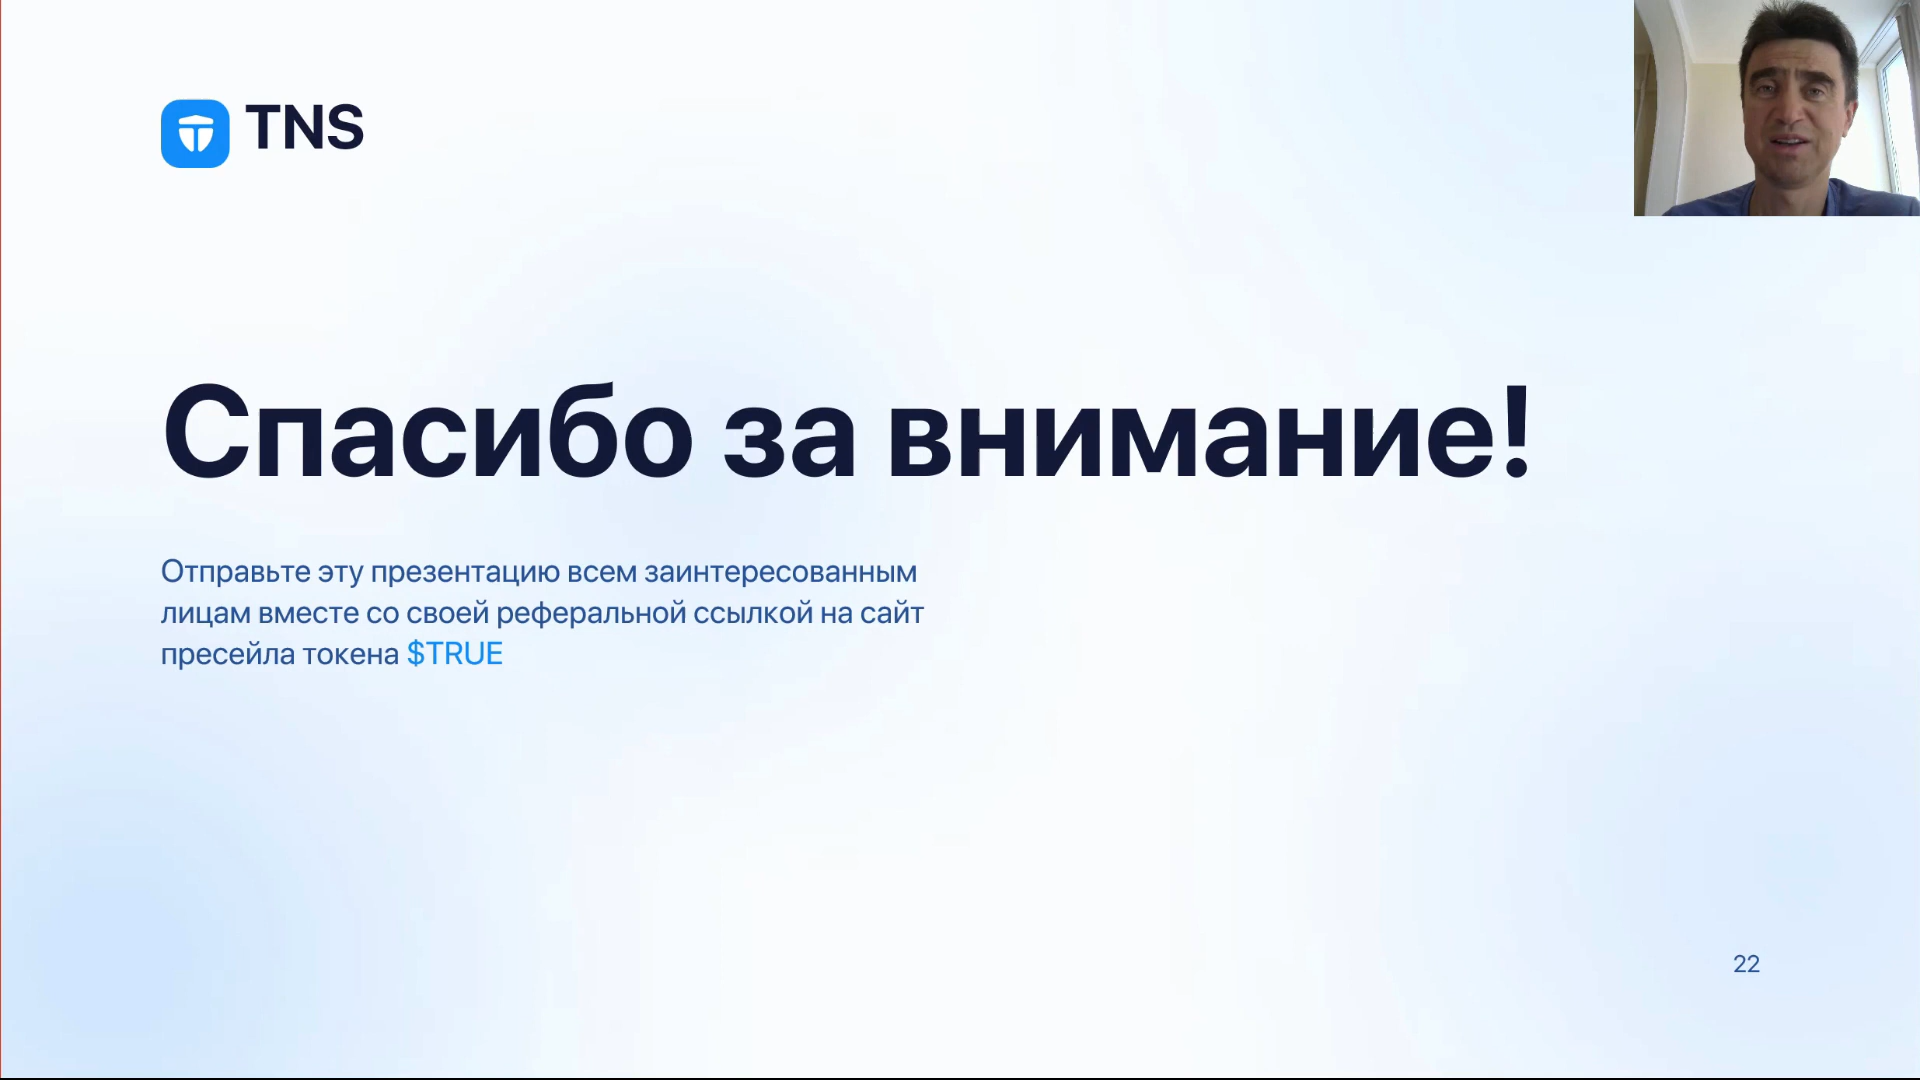 TNS
Спасибо за внимание!
Отправьте эту презентацию всем заинтересованным
лицам вместе со своей реферальной ссылкой на сайт
пресейла токена $TRUE
22